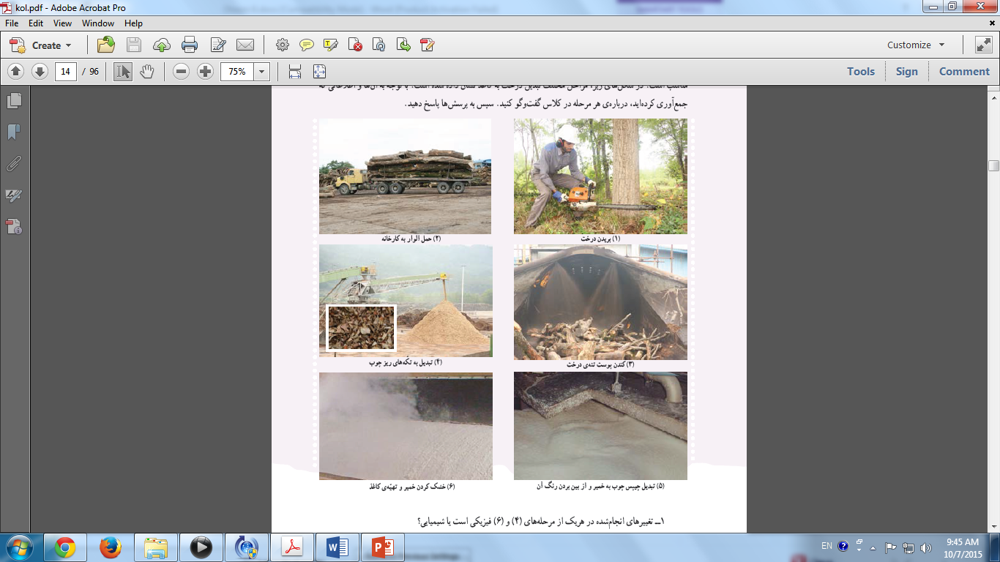 kol.pdf - Adobe Acrobat Pro
File Edit View Window Help
Create
Customize
14 / 96
75%
Tools Sign Comment
مناسب است. در شکل‌های زیر، مراحل مختلف تبدیل درخت به کاغذ نشان داده شده است. با توجه به آن‌ها و اطلاعاتی که
جمع‌آوری کرده‌اید، درباره‌ی هر مرحله در کلاس گفت‌وگو کنید. سپس به پرسش‌ها پاسخ دهید.
(۱) بریدن درخت
(۲) حمل الوار به کارخانه
(۳) کندن پوست تنه‌ی درخت
(۴) تبدیل به تکّه‌های ریز چوب
(۵) تبدیل چیپس چوب به خمیر و از بین بردن رنگ آن
(۶) خشک کردن خمیر و تهیّه‌ی کاغذ
۱ــ تغییرهای انجام‌شده در هریک از مرحله‌های (۴) و (۶) فیزیکی است یا شیمیایی؟
EN
9:45 AM
10/7/2015